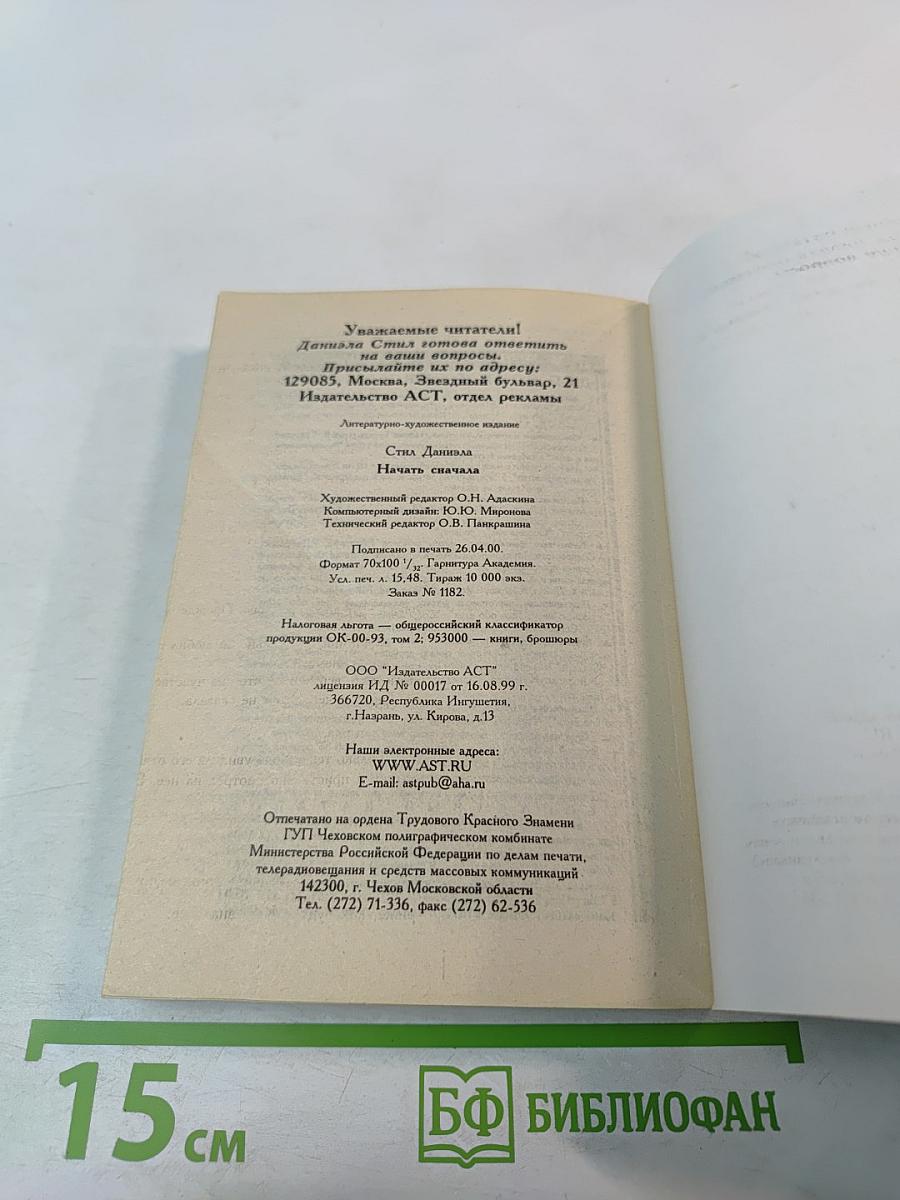 Уважаемые читатели!
Даниэла Стил готова ответить
на ваши вопросы.
Присылайте их по адресу:
129085, Москва, Звездный бульвар, 21
Издательство АСТ, отдел рекламы
Литературно-художественное издание
Стил Даниэла
Начать сначала
Художественный редактор О.Н. Адаскина
Компьютерный дизайн: Ю.Ю. Миронова
Технический редактор О.В. Панкрашина
Подписано в печать 26.04.00.
Формат 70х100 1/32. Гарнитура Академия.
Усл. печ. л. 15,48. Тираж 10 000 экз.
Заказ № 1182.
Налоговая льгота — общероссийский классификатор
продукции ОК-00-93, том 2; 953000 — книги, брошюры
ООО "Издательство АСТ"
лицензия ИД № 00017 от 16.08.99 г.
366720, Республика Ингушетия,
г.Назрань, ул. Кирова, д.13
Наши электронные адреса:
WWW.AST.RU
E-mail: astpub@aha.ru
Отпечатано на ордена Трудового Красного Знамени
ГУП Чеховском полиграфическом комбинате
Министерства Российской Федерации по делам печати,
телерадиовещания и средств массовых коммуникаций
142300, г. Чехов Московской области
Тел. (272) 71-336, факс (272) 62-536
15 см
БФ БИБЛИОФАН